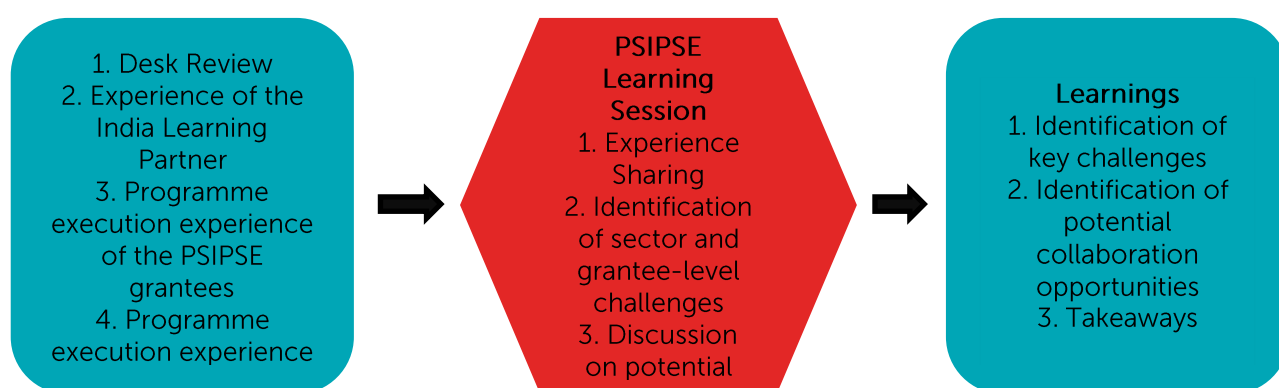 1. Desk Review
2. Experience of the
India Learning
Partner
3. Programme
execution experience
of the PSIPSE
grantees
4. Programme
execution experience
PSIPSE
Learning
Session
1. Experience
Sharing
2. Identification
of sector and
grantee-level
challenges
3. Discussion
on potential
Learnings
1. Identification of
key challenges
2. Identification of
potential
collaboration
opportunities
3. Takeaways